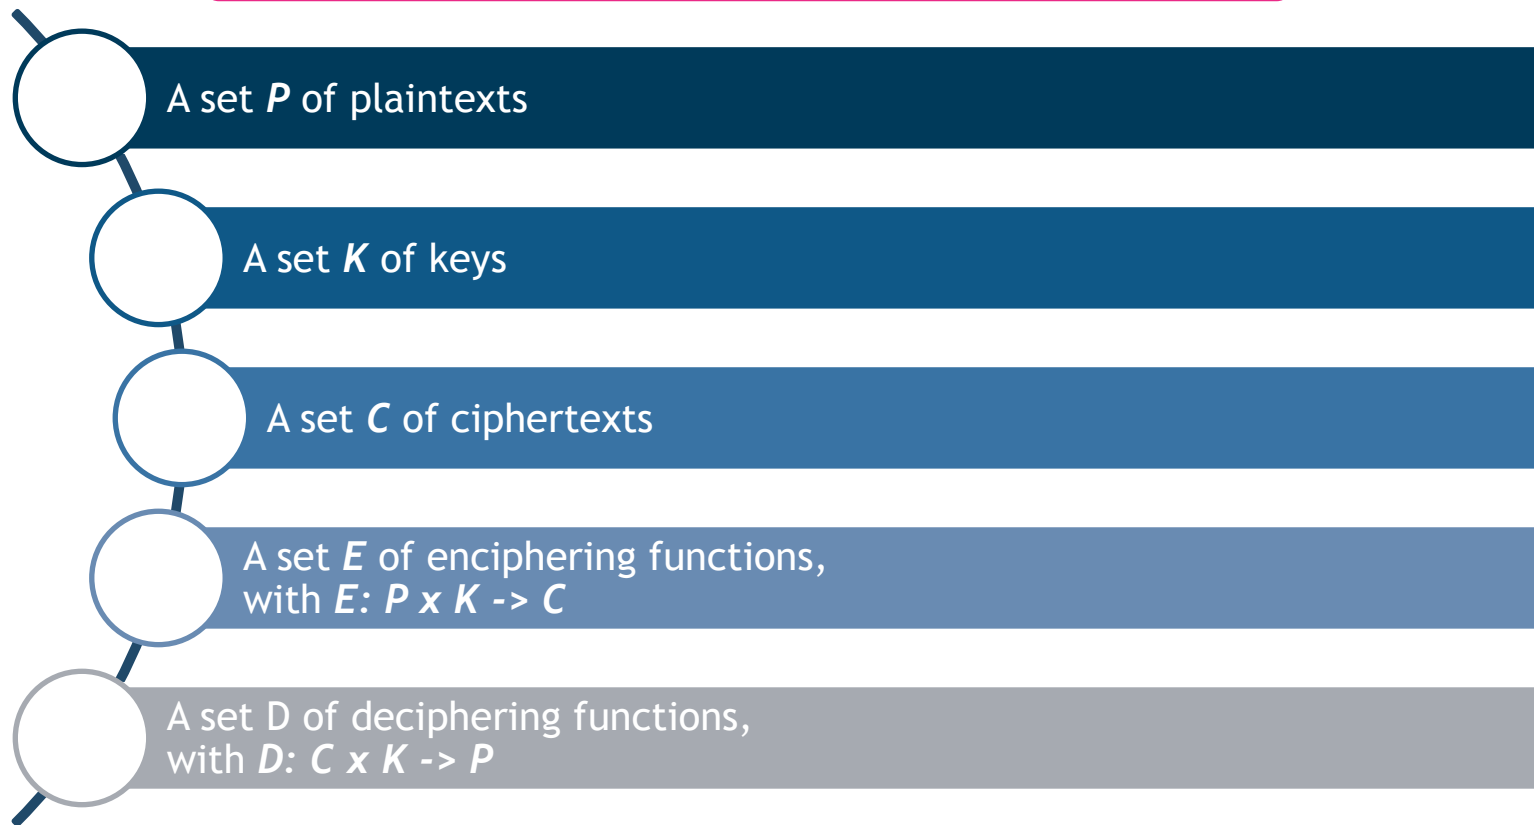 A set P of plaintexts
A set K of keys
A set C of ciphertexts
A set E of enciphering functions,
with E: P x K -> C
A set D of deciphering functions,
with D: C x K -> P